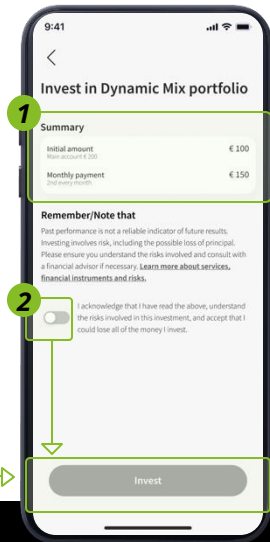 9:41
Invest in Dynamic Mix portfolio
1
Summary
Initial amount € 100
Main account € 200
Monthly payment € 150
2nd every month
Remember/Note that
Past performance is not a reliable indicator of future results.
Investing involves risk, including the possible loss of principal.
Please ensure you understand the risks involved and consult with
a financial advisor if necessary. Learn more about services,
financial instruments and risks.
2
I acknowledge that I have read the above, understand
the risks involved in this investment, and accept that I
could lose all of the money I invest.
Invest